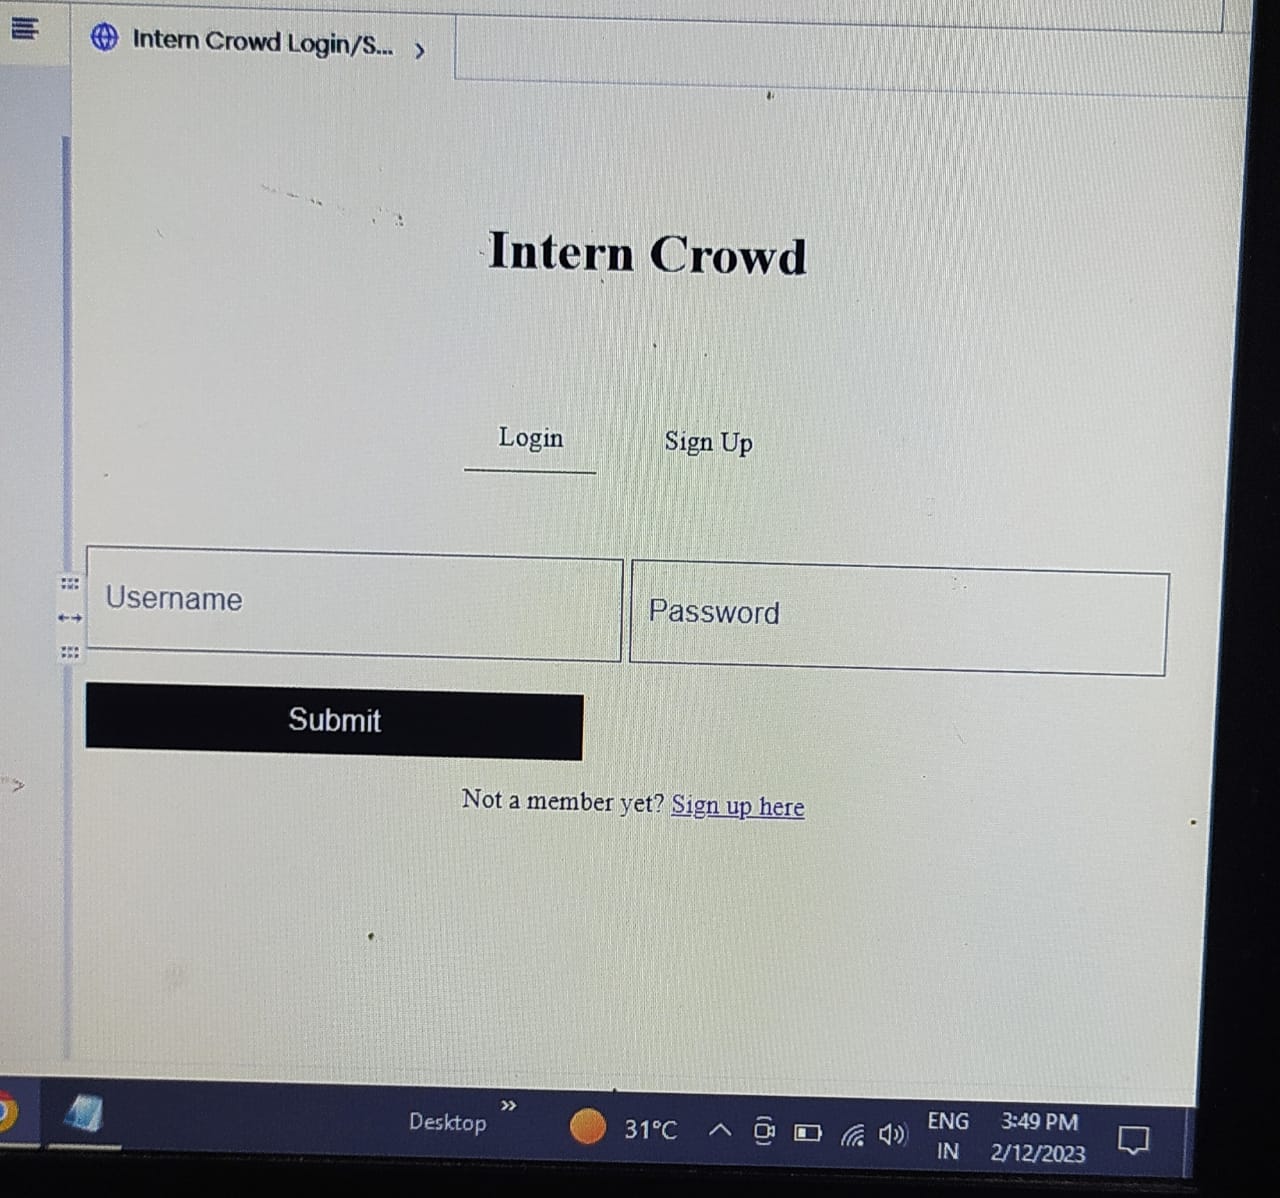 Intern Crowd Login/S...
Intern Crowd
Login Sign Up
Username Password
Submit
Not a member yet? Sign up here
Desktop 31°C ENG 3:49 PM
IN 2/12/2023